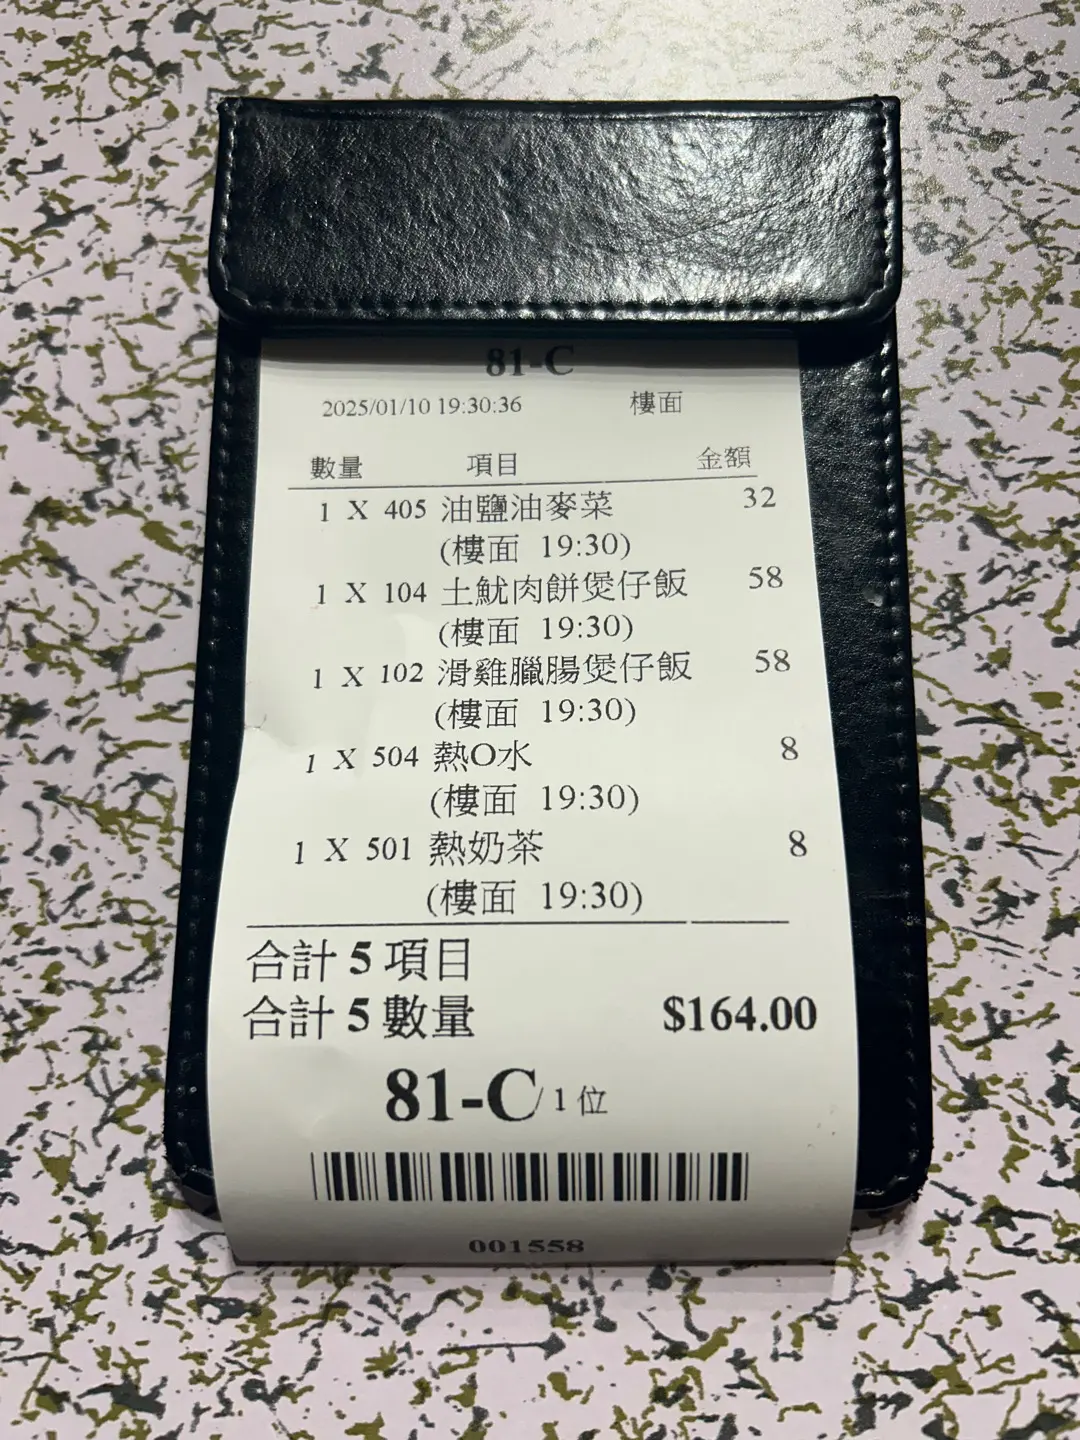 81-C
2025/01/10 19:30:36 樓面
數量 項目 金額
1 X 405 油鹽油麥菜 32
(樓面 19:30)
1 X 104 土魷肉餅煲仔飯 58
(樓面 19:30)
1 X 102 滑雞臘腸煲仔飯 58
(樓面 19:30)
1 X 504 熱O水 8
(樓面 19:30)
1 X 501 熱奶茶 8
(樓面 19:30)
合計 5 項目
合計 5 數量 $164.00
81-C/ 1 位
001558